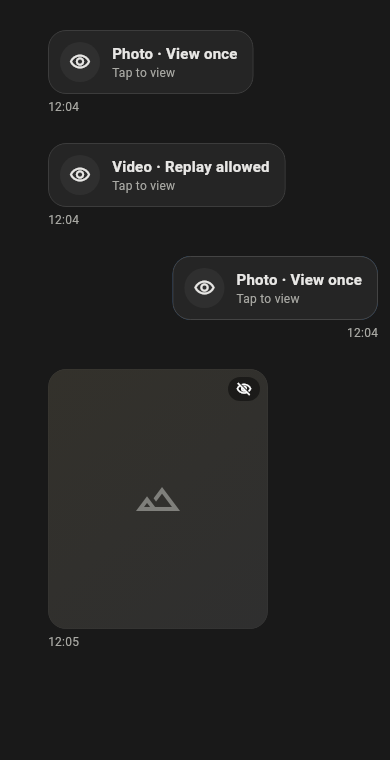 Photo · View once
Tap to view
12:04
Video · Replay allowed
Tap to view
12:04
Photo · View once
Tap to view
12:04
12:05